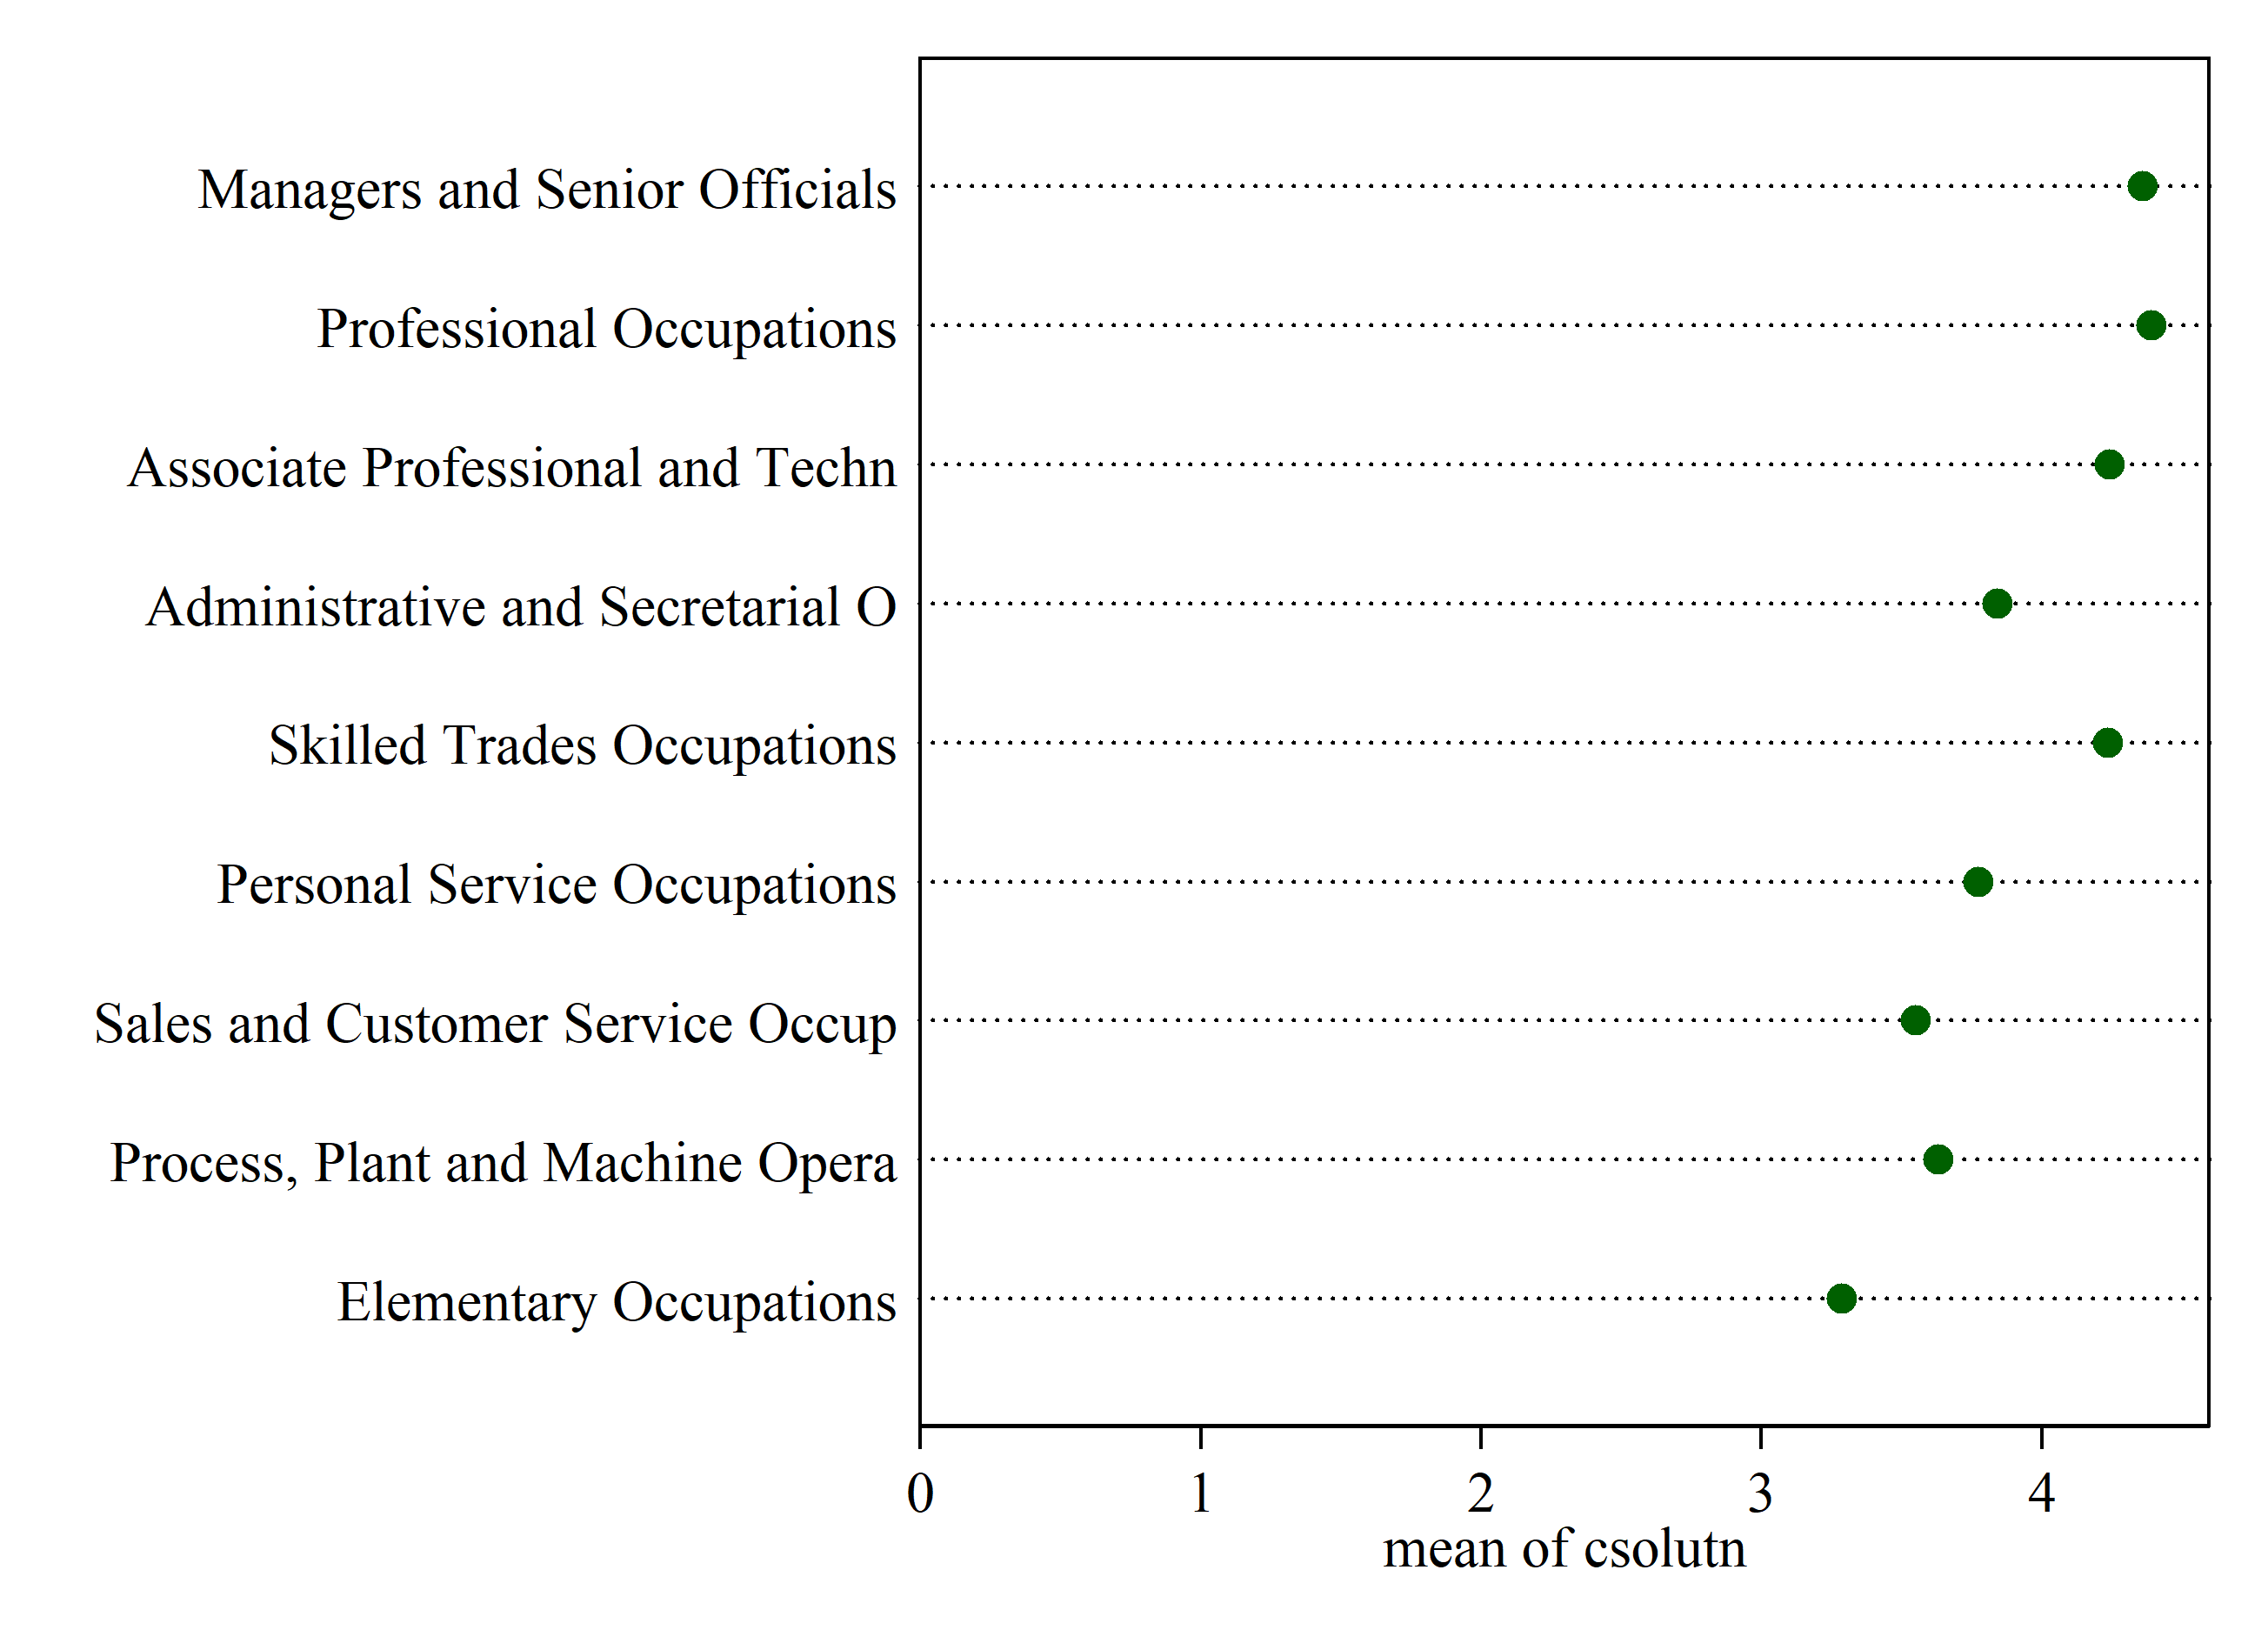 Managers and Senior Officials
Professional Occupations
Associate Professional and Techn
Administrative and Secretarial O
Skilled Trades Occupations
Personal Service Occupations
Sales and Customer Service Occup
Process, Plant and Machine Opera
Elementary Occupations
0 1 2 3 4
mean of csolutn